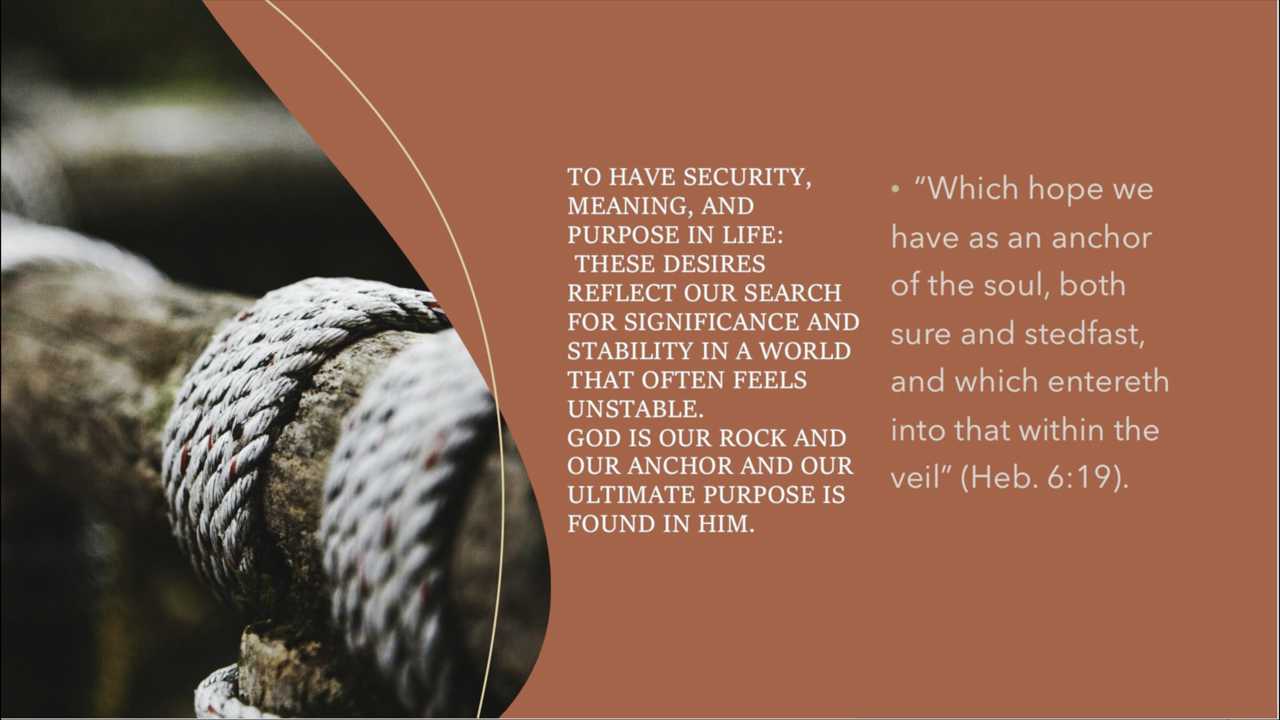 TO HAVE SECURITY,
MEANING, AND
PURPOSE IN LIFE:
THESE DESIRES
REFLECT OUR SEARCH
FOR SIGNIFICANCE AND
STABILITY IN A WORLD
THAT OFTEN FEELS
UNSTABLE.
GOD IS OUR ROCK AND
OUR ANCHOR AND OUR
ULTIMATE PURPOSE IS
FOUND IN HIM.
• “Which hope we
have as an anchor
of the soul, both
sure and stedfast,
and which entereth
into that within the
veil” (Heb. 6:19).